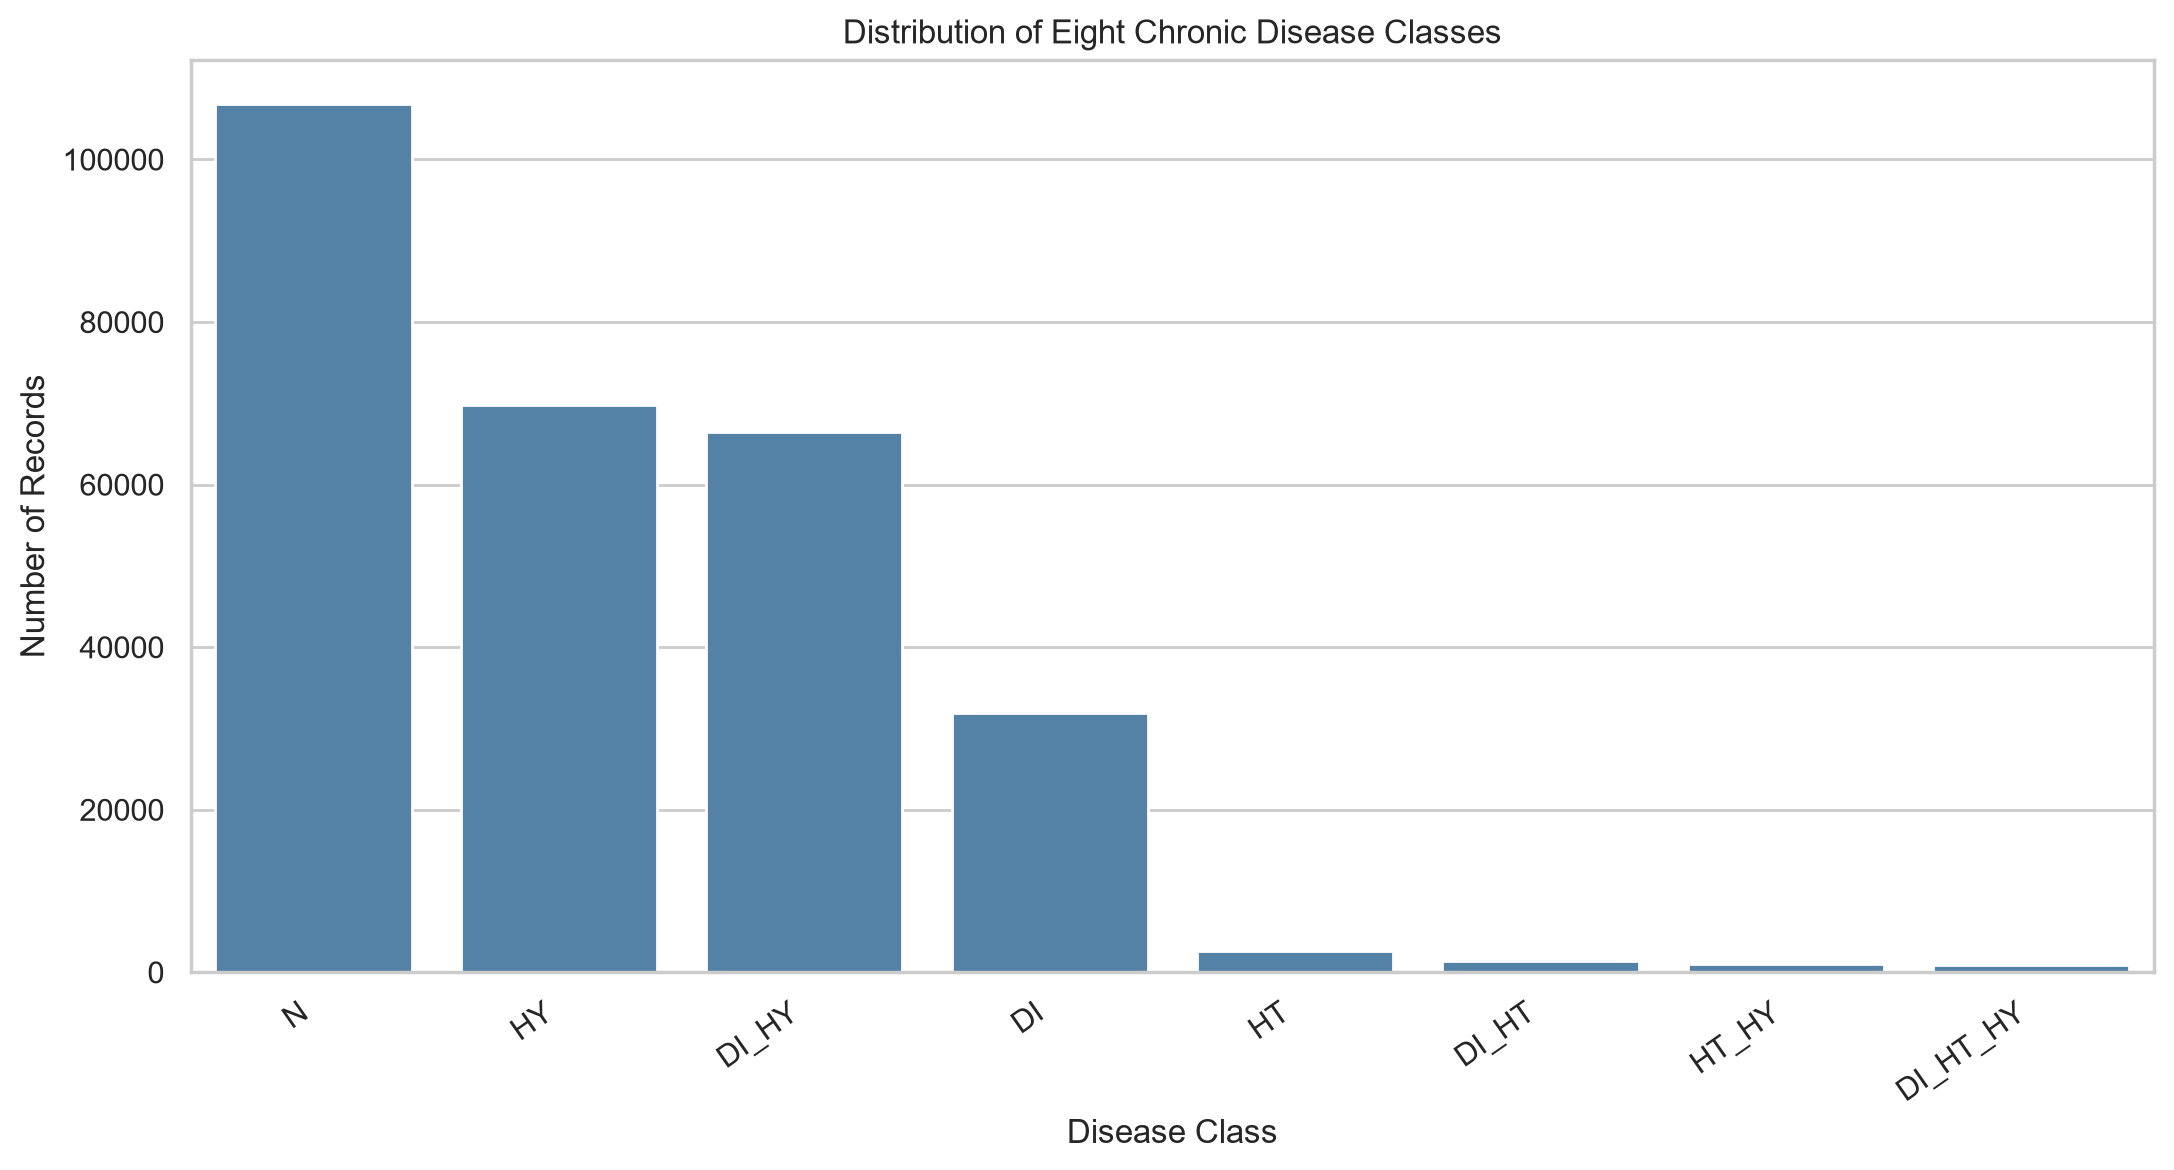 Distribution of Eight Chronic Disease Classes
Number of Records
100000
80000
60000
40000
20000
0
N
HY
DI_HY
DI
HT
DI_HT
HT_HY
DI_HT_HY
Disease Class